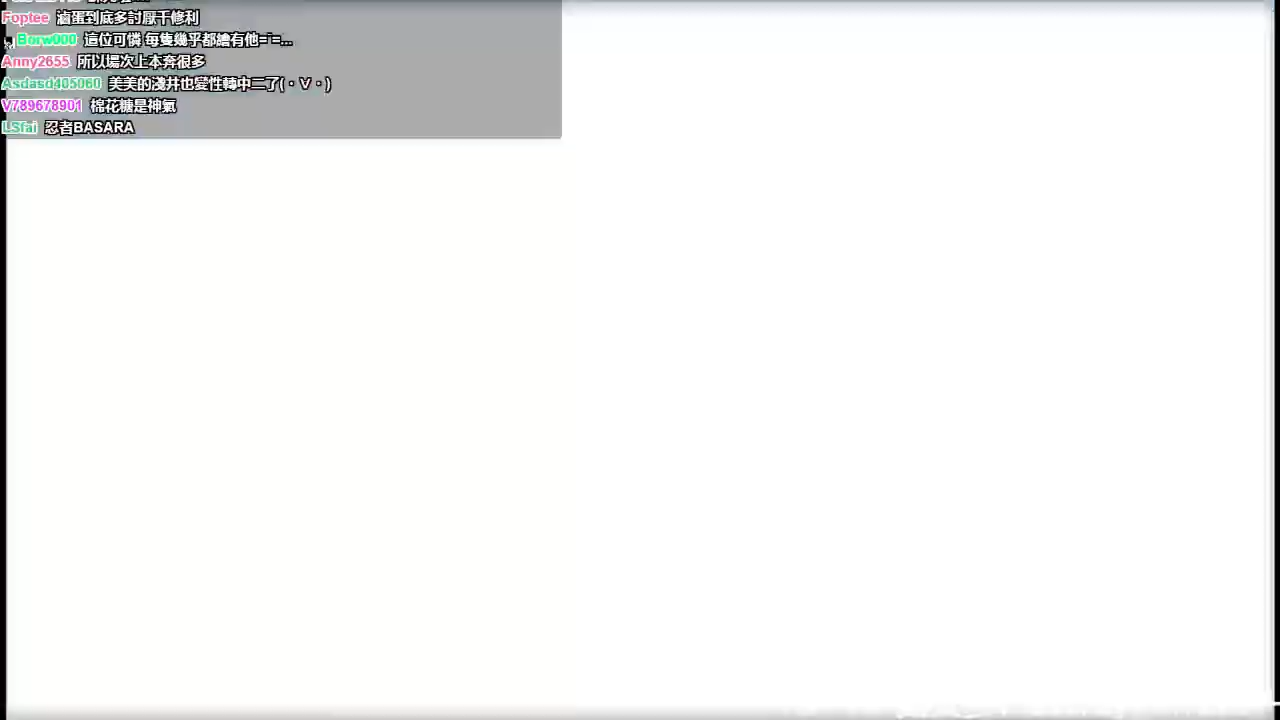 Foptee 滷蛋到底多討厭千修利
Borw000 這位可憐 每隻幾乎都繪有他=¨=...
Anny2655 所以場次上本奔很多
Asdasd405060 美美的淺井也變性轉中二了(・∀・)
V789678901 棉花糖是神氣
LSfai 忍者BASARA